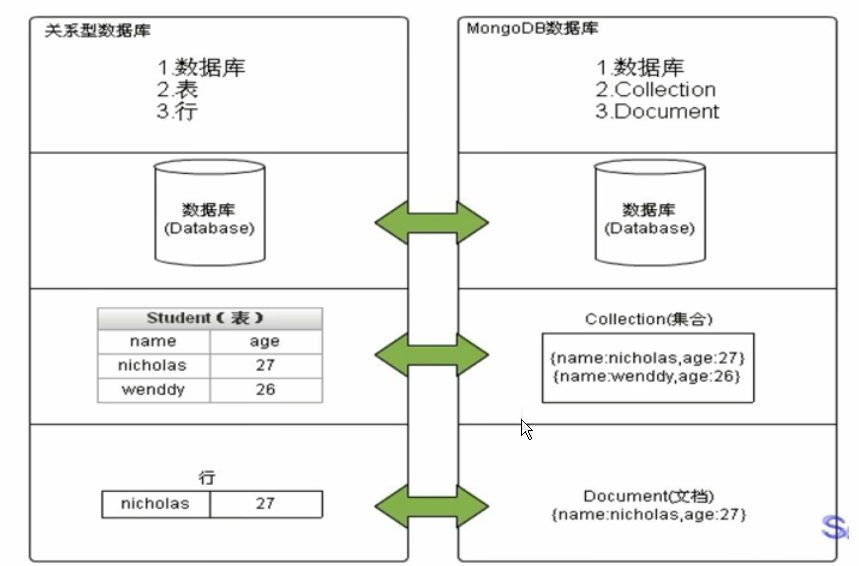 关系型数据库
1.数据库
2.表
3.行
数据库
(Database)
Student（表）
name age
nicholas 27
wenddy 26
行
nicholas 27
MongoDB数据库
1.数据库
2.Collection
3.Document
数据库
(Database)
Collection(集合)
{name:nicholas,age:27}
{name:wenddy,age:26}
Document(文档)
{name:nicholas,age:27}